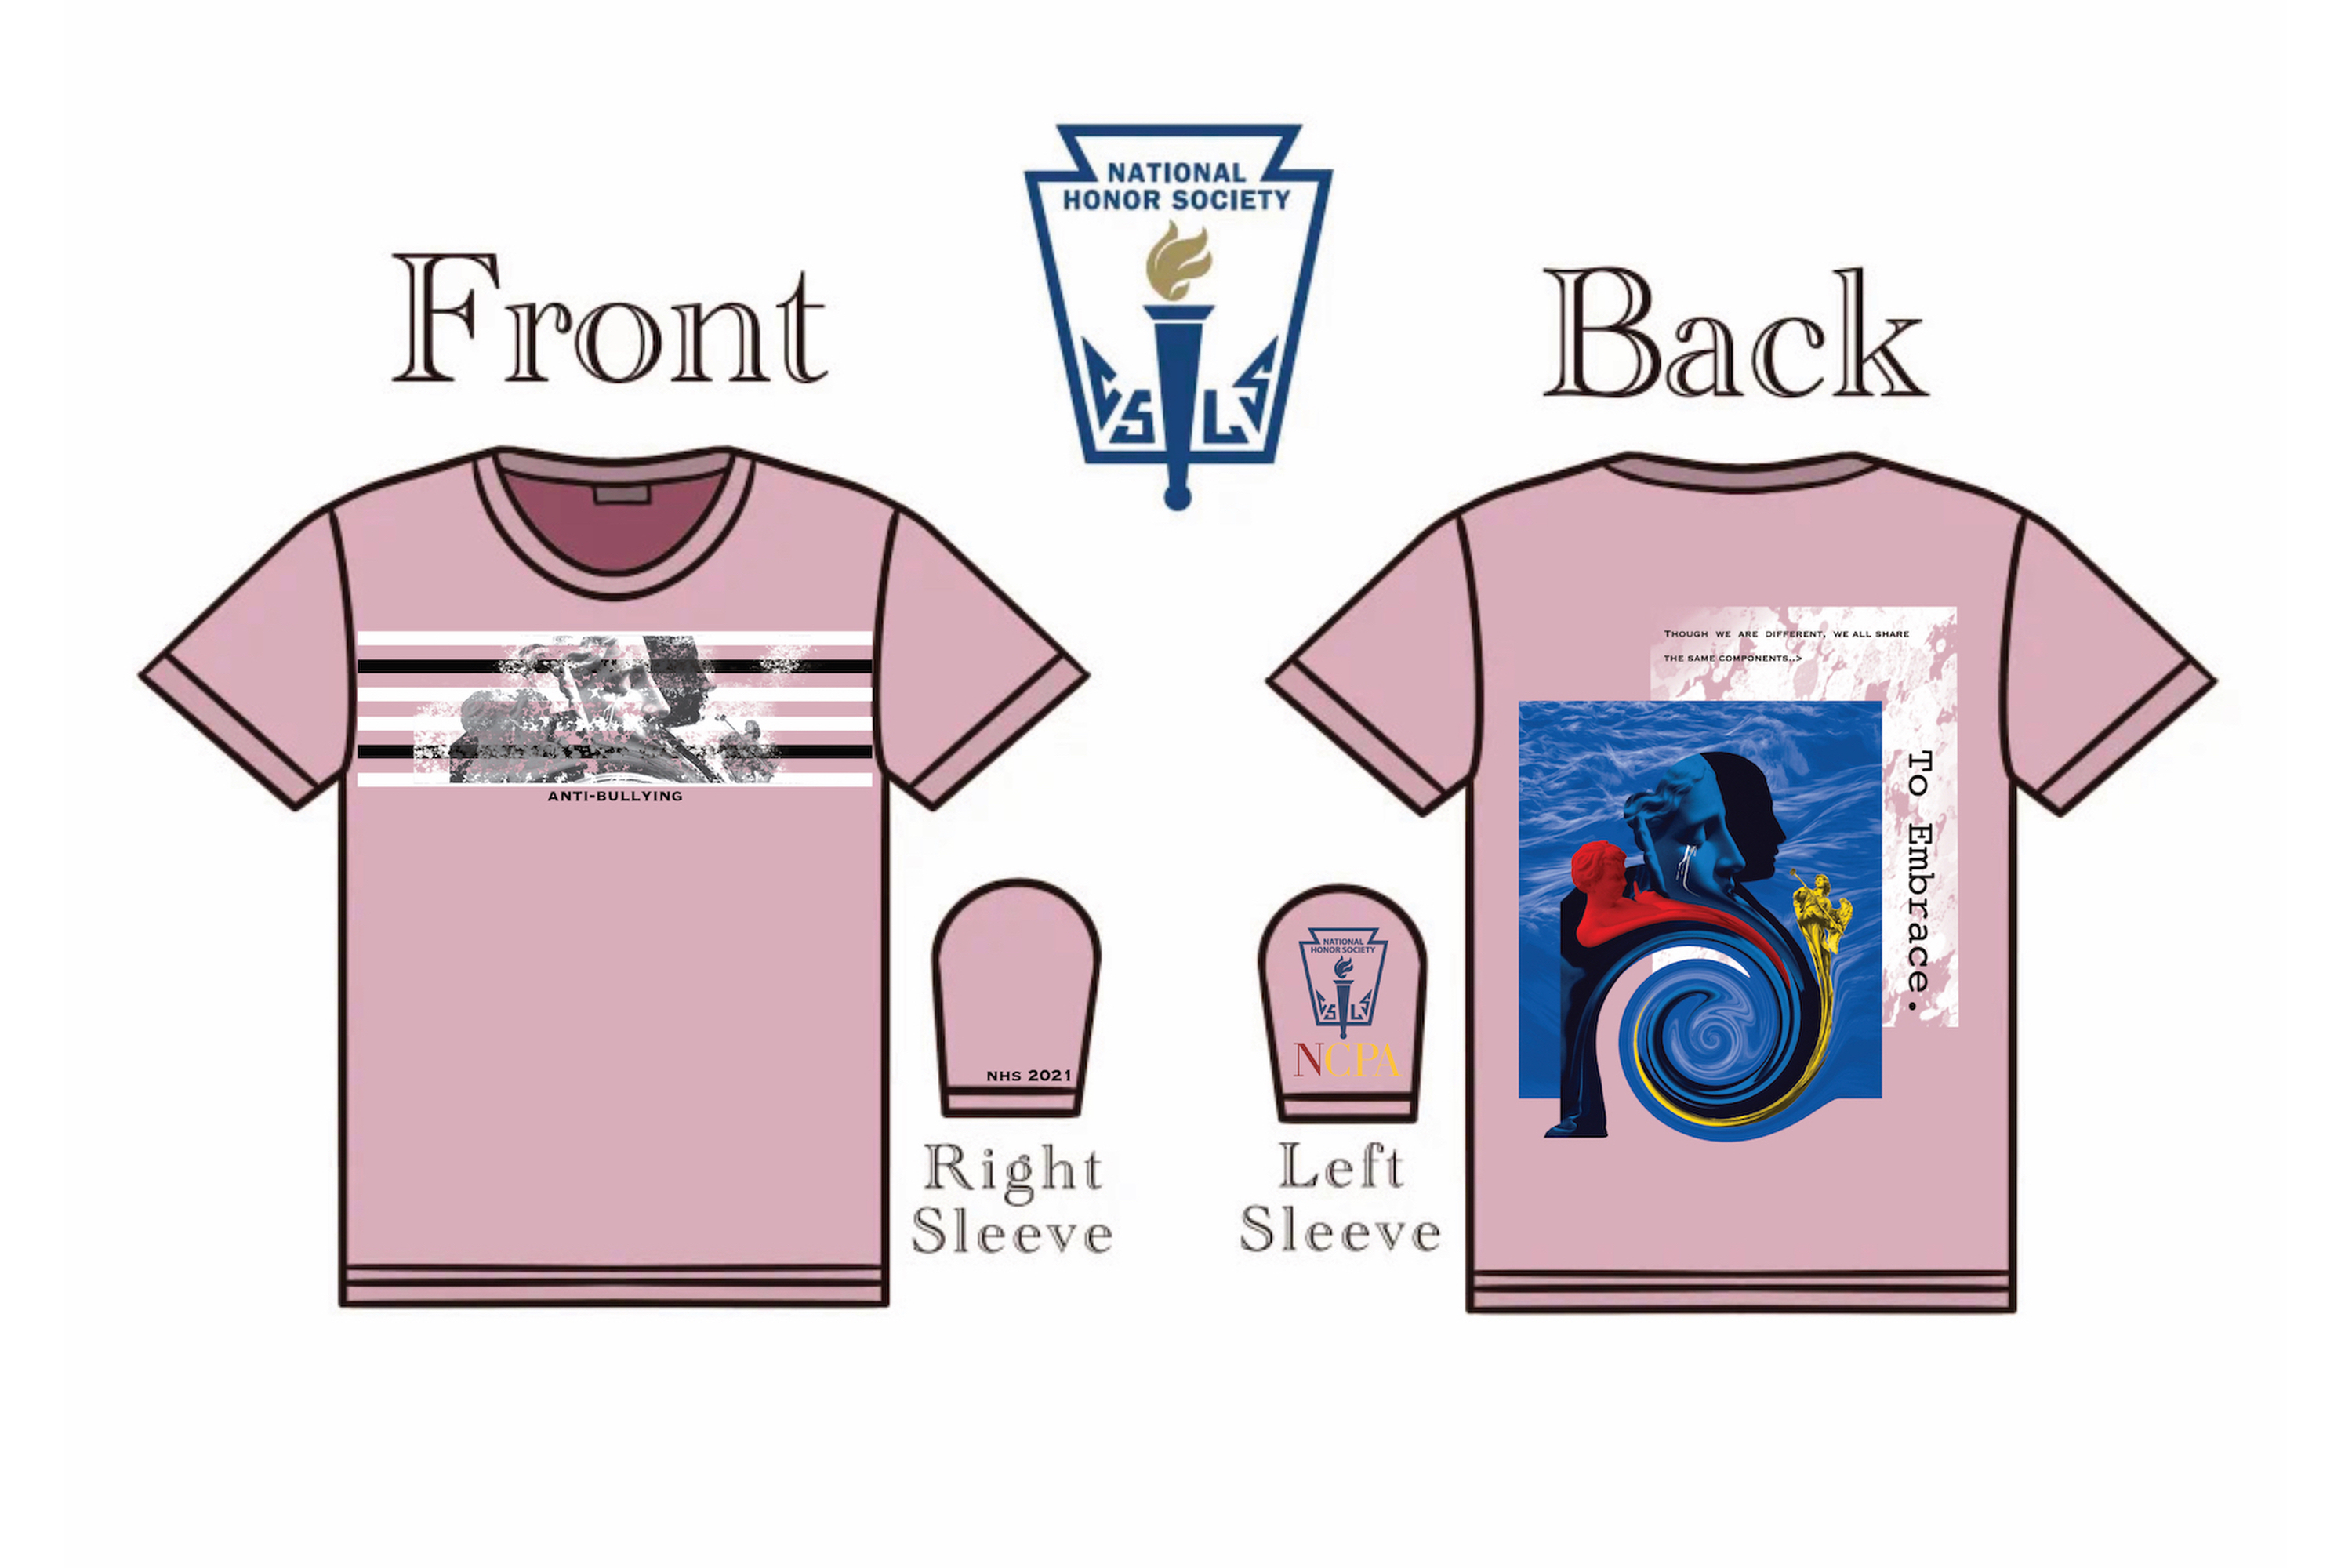 NATIONAL
HONOR SOCIETY
C S L S
Front
Back
ANTI-BULLYING
Though we are different, we all share
the same components..>
To Embrace.
NHS 2021
Right
Sleeve
NATIONAL
HONOR SOCIETY
C S L S
NCPA
Left
Sleeve